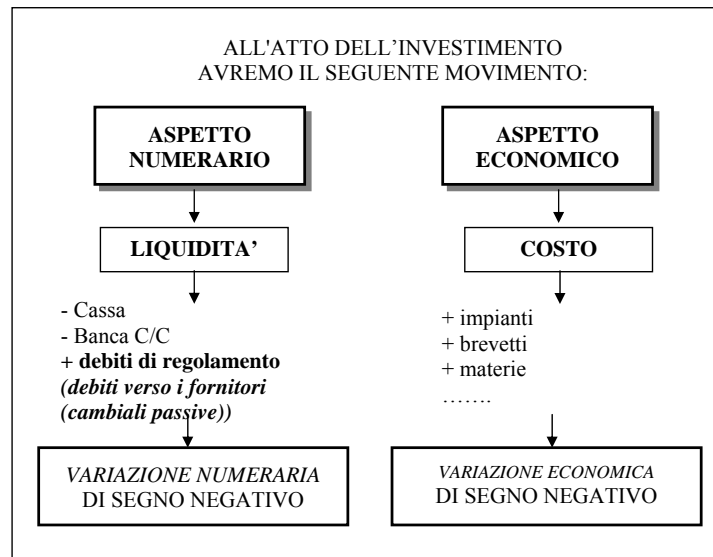 ALL'ATTO DELL'INVESTIMENTO
AVREMO IL SEGUENTE MOVIMENTO:
ASPETTO
NUMERARIO
LIQUIDITA'
- Cassa
- Banca C/C
+ debiti di regolamento
(debiti verso i fornitori
(cambiali passive))
VARIAZIONE NUMERARIA
DI SEGNO NEGATIVO
ASPETTO
ECONOMICO
COSTO
+ impianti
+ brevetti
+ materie
…….
VARIAZIONE ECONOMICA
DI SEGNO NEGATIVO